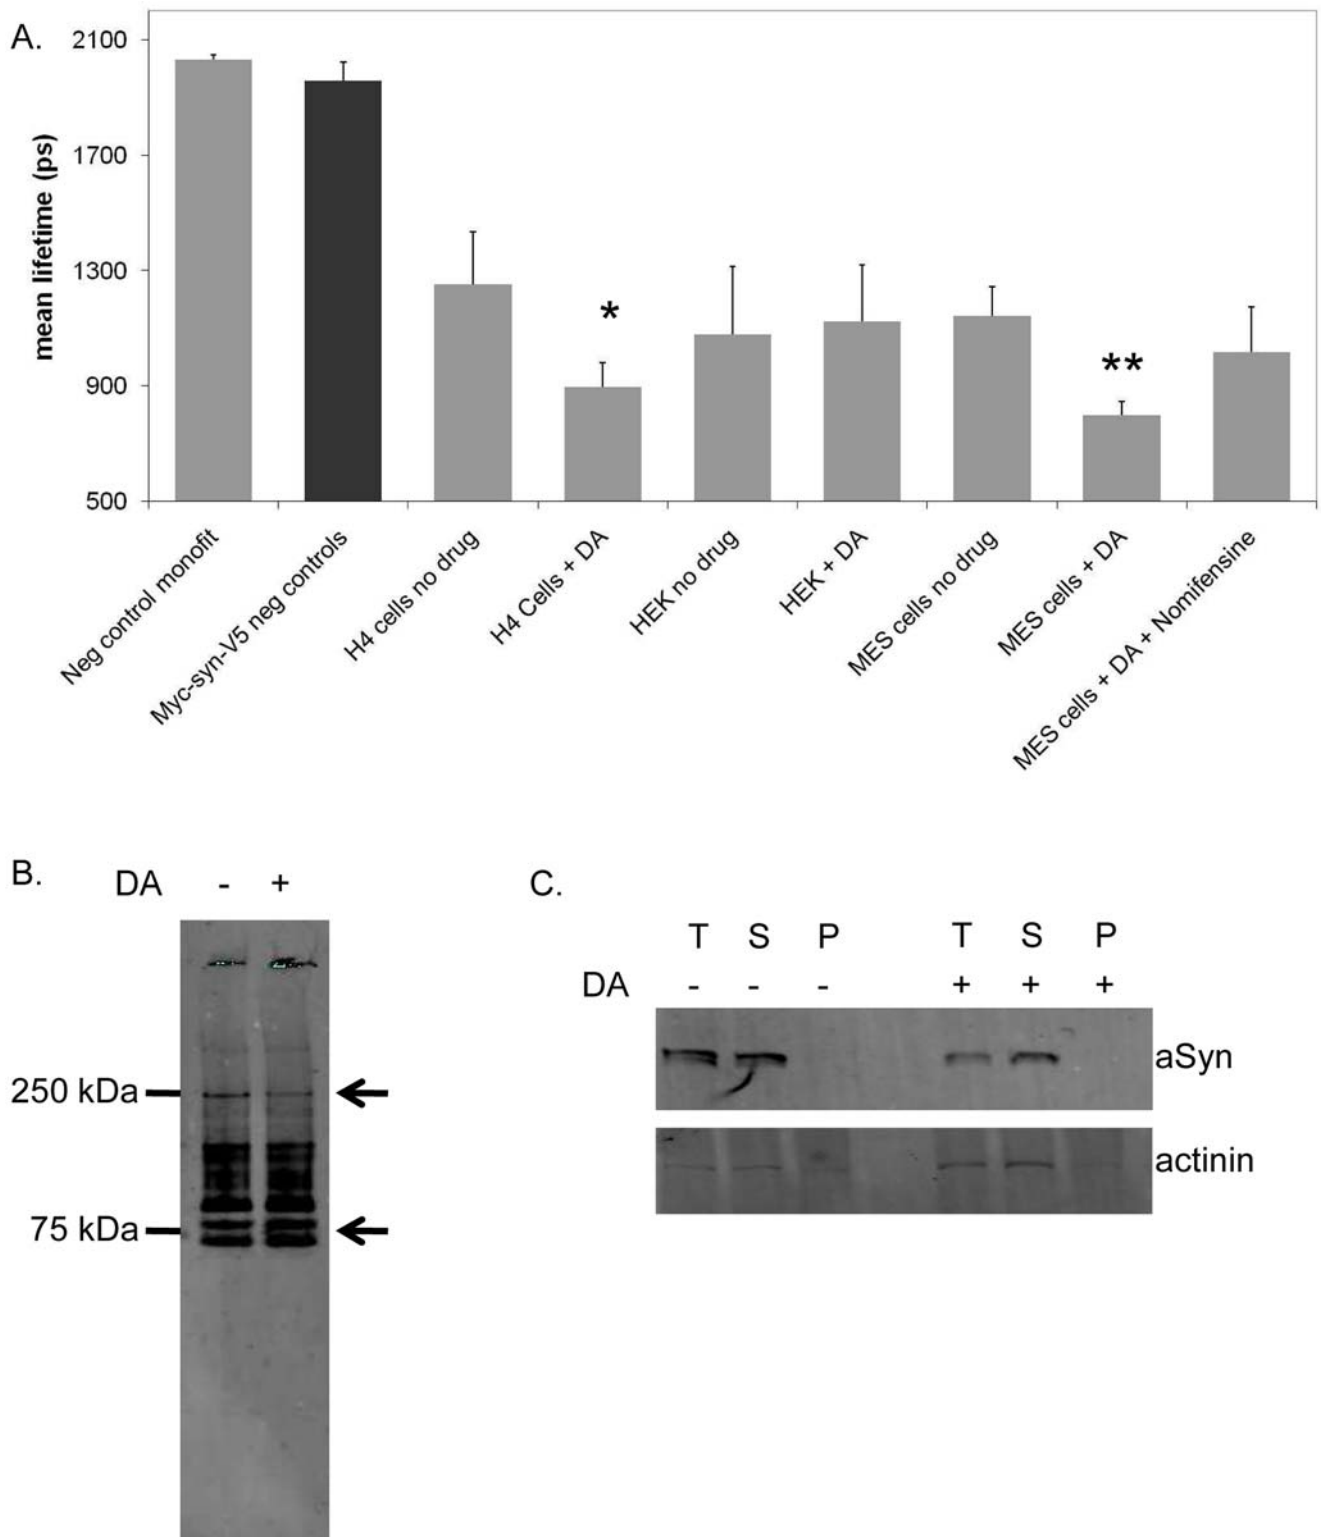 A.
mean lifetime (ps)
2100
1700
1300
900
500
*
**
Neg control monofit
Myc-syn-V5 neg controls
H4 cells no drug
H4 Cells + DA
HEK no drug
HEK + DA
MES cells no drug
MES cells + DA
MES cells + DA + Nomifensine
B.
DA - +
250 kDa
75 kDa
C.
T S P T S P
DA - - - + + +
aSyn
actinin